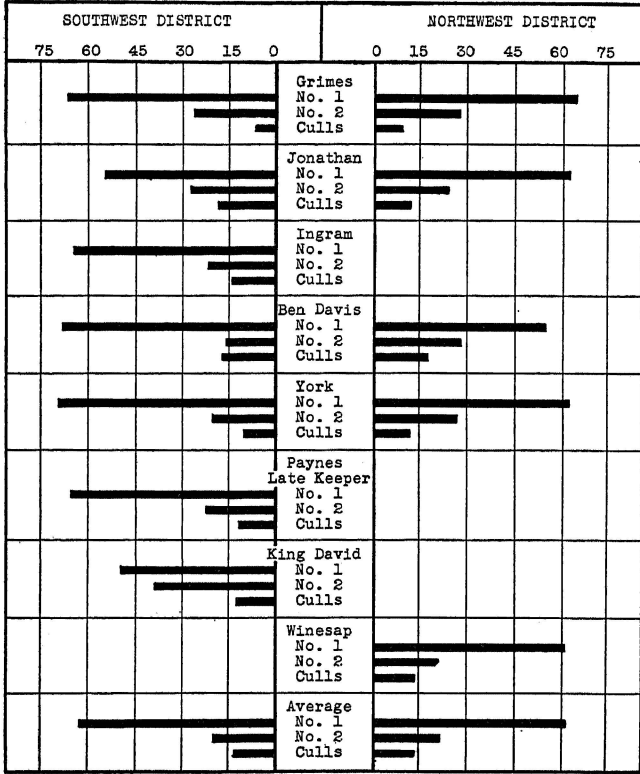 SOUTHWEST DISTRICT NORTHWEST DISTRICT
75 60 45 30 15 0 0 15 30 45 60 75
Grimes
No. 1
No. 2
Culls
Jonathan
No. 1
No. 2
Culls
Ingram
No. 1
No. 2
Culls
Ben Davis
No. 1
No. 2
Culls
York
No. 1
No. 2
Culls
Paynes
Late Keeper
No. 1
No. 2
Culls
King David
No. 1
No. 2
Culls
Winesap
No. 1
No. 2
Culls
Average
No. 1
No. 2
Culls